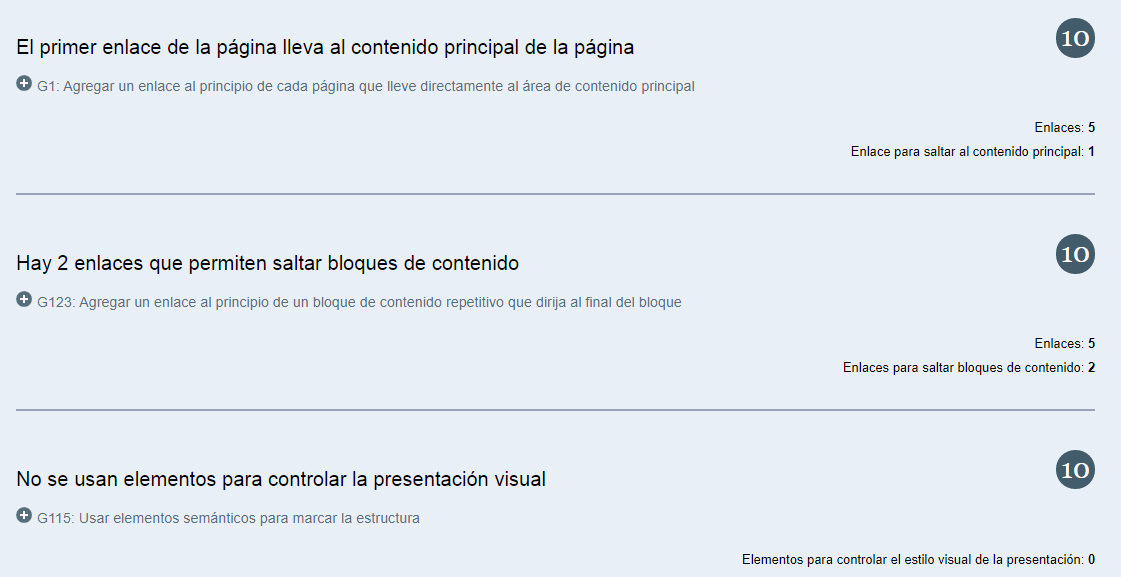 El primer enlace de la página lleva al contenido principal de la página
10
G1: Agregar un enlace al principio de cada página que lleve directamente al área de contenido principal
Enlaces: 5
Enlace para saltar al contenido principal: 1
Hay 2 enlaces que permiten saltar bloques de contenido
10
G123: Agregar un enlace al principio de un bloque de contenido repetitivo que dirija al final del bloque
Enlaces: 5
Enlaces para saltar bloques de contenido: 2
No se usan elementos para controlar la presentación visual
10
G115: Usar elementos semánticos para marcar la estructura
Elementos para controlar el estilo visual de la presentación: 0